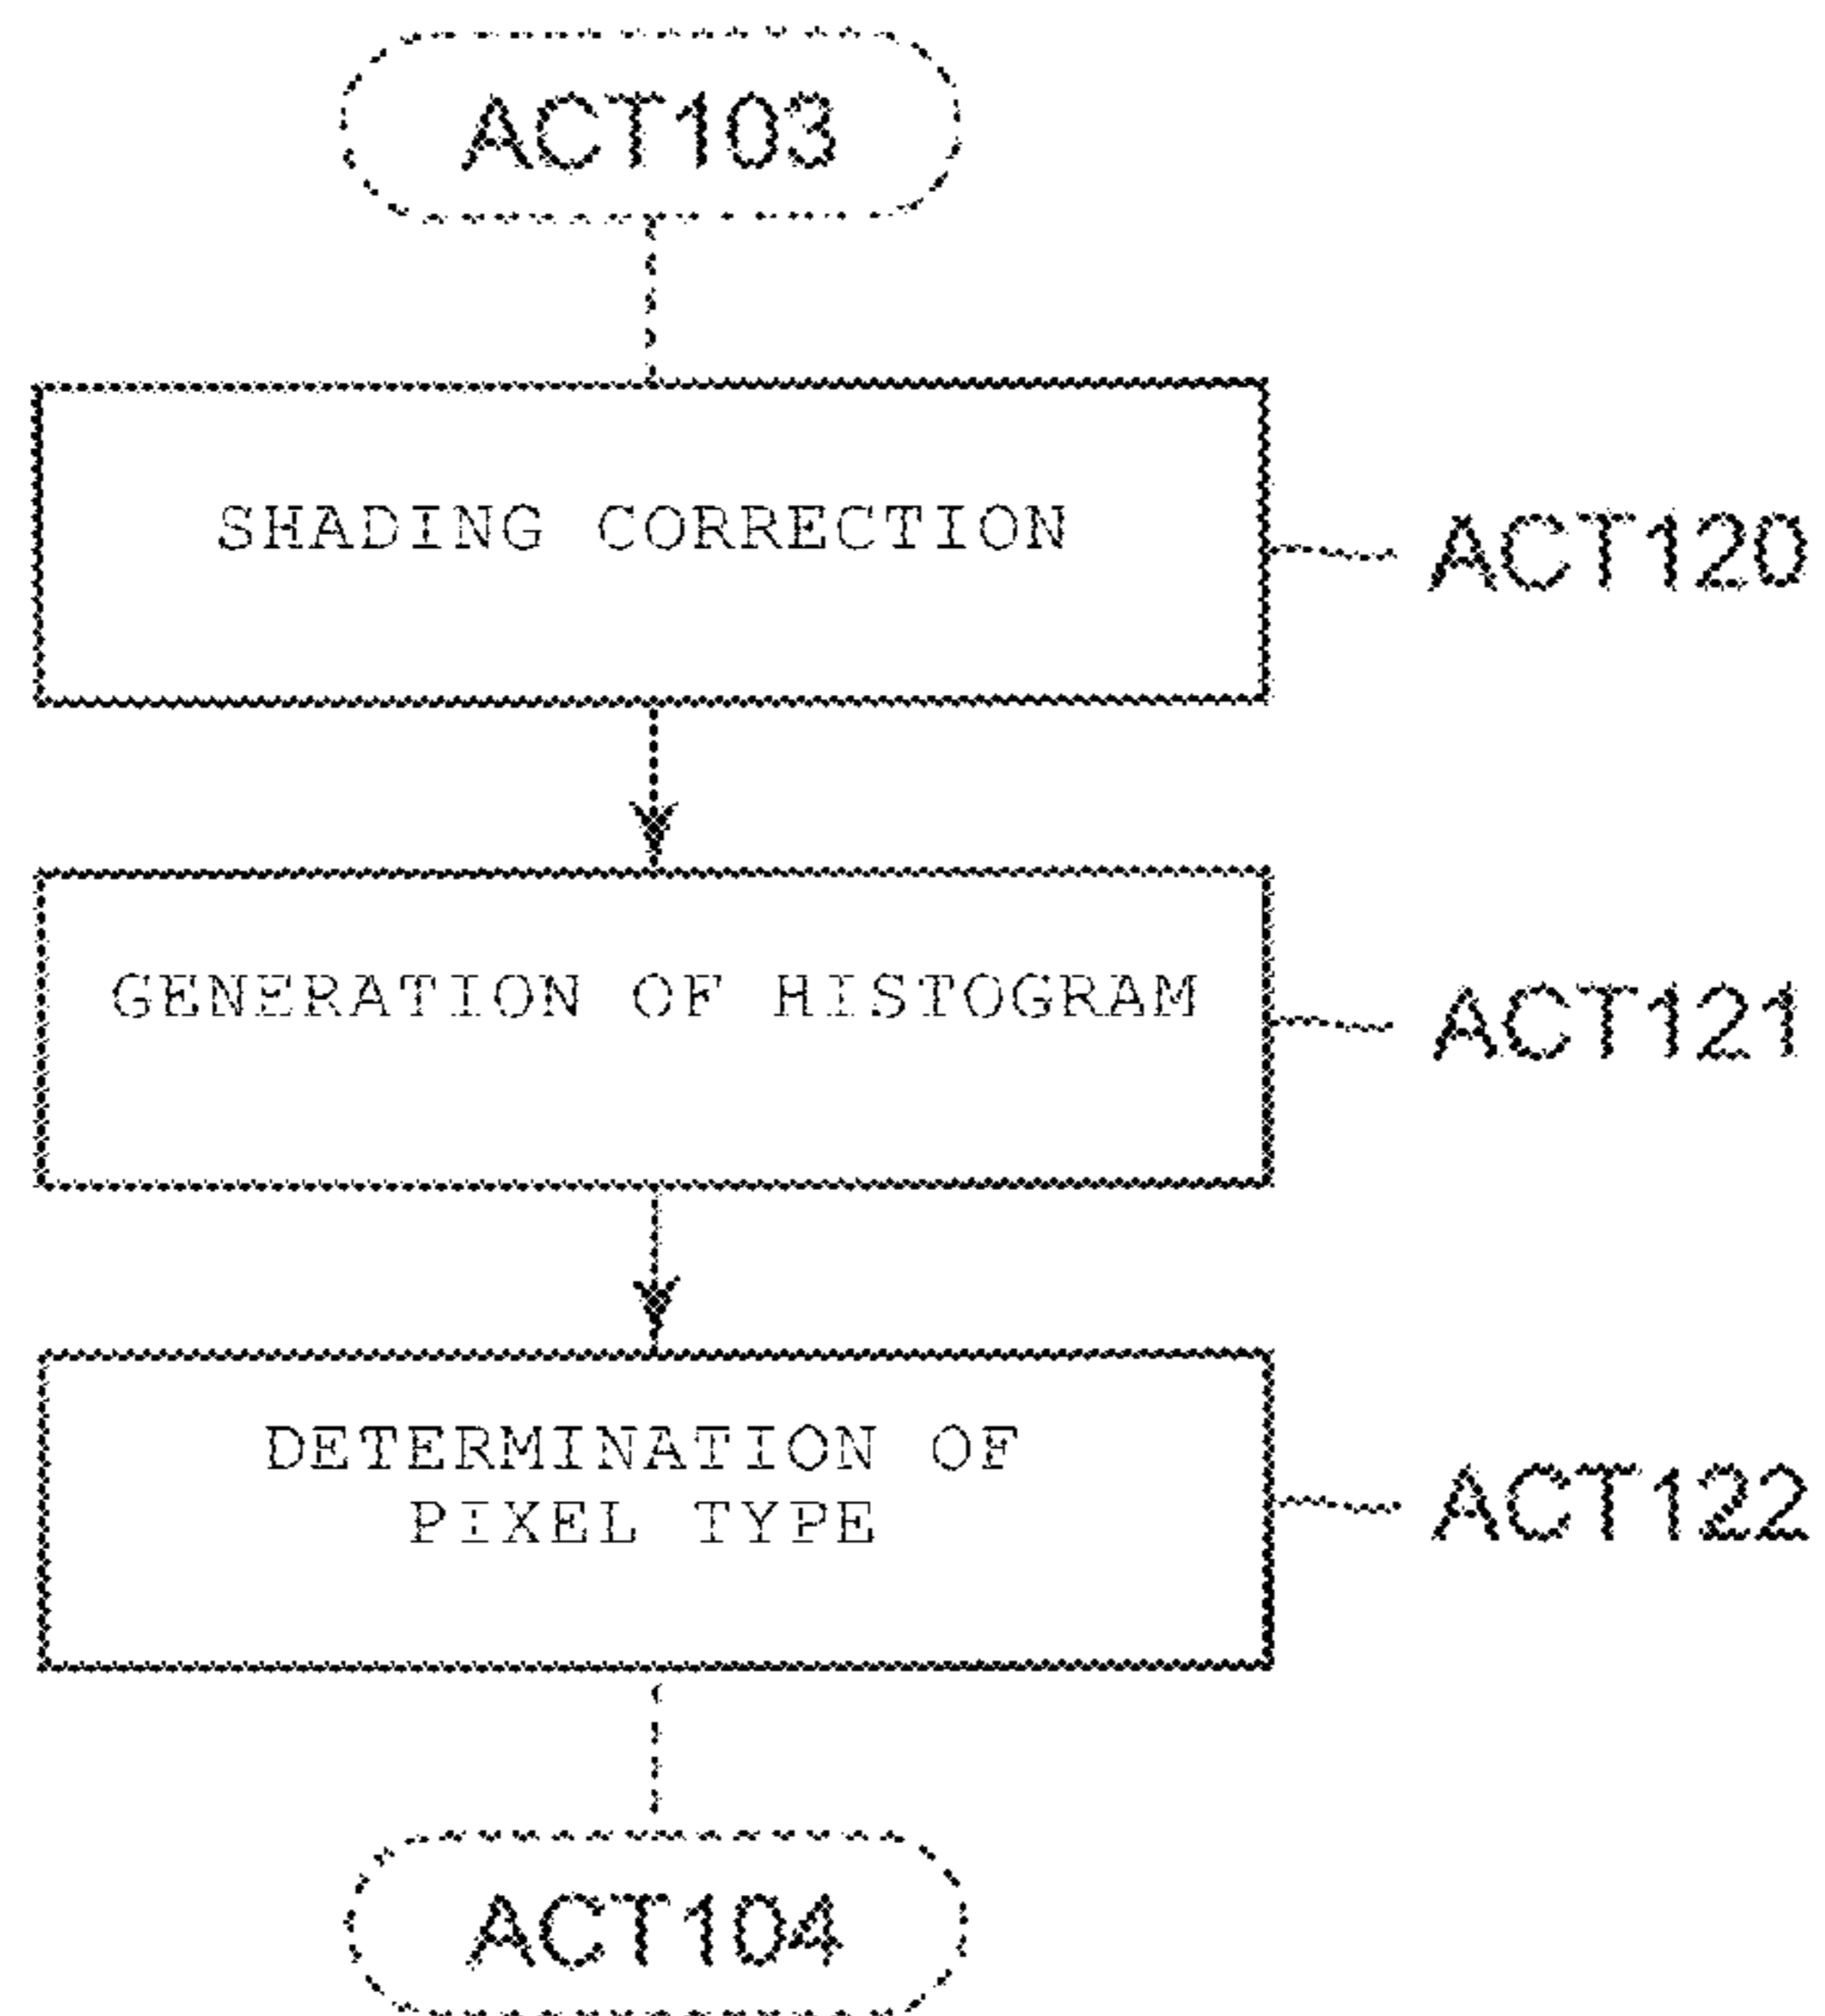 ACT103
SHADING CORRECTION
ACT120
GENERATION OF HISTOGRAM
ACT121
DETERMINATION OF
PIXEL TYPE
ACT122
ACT104